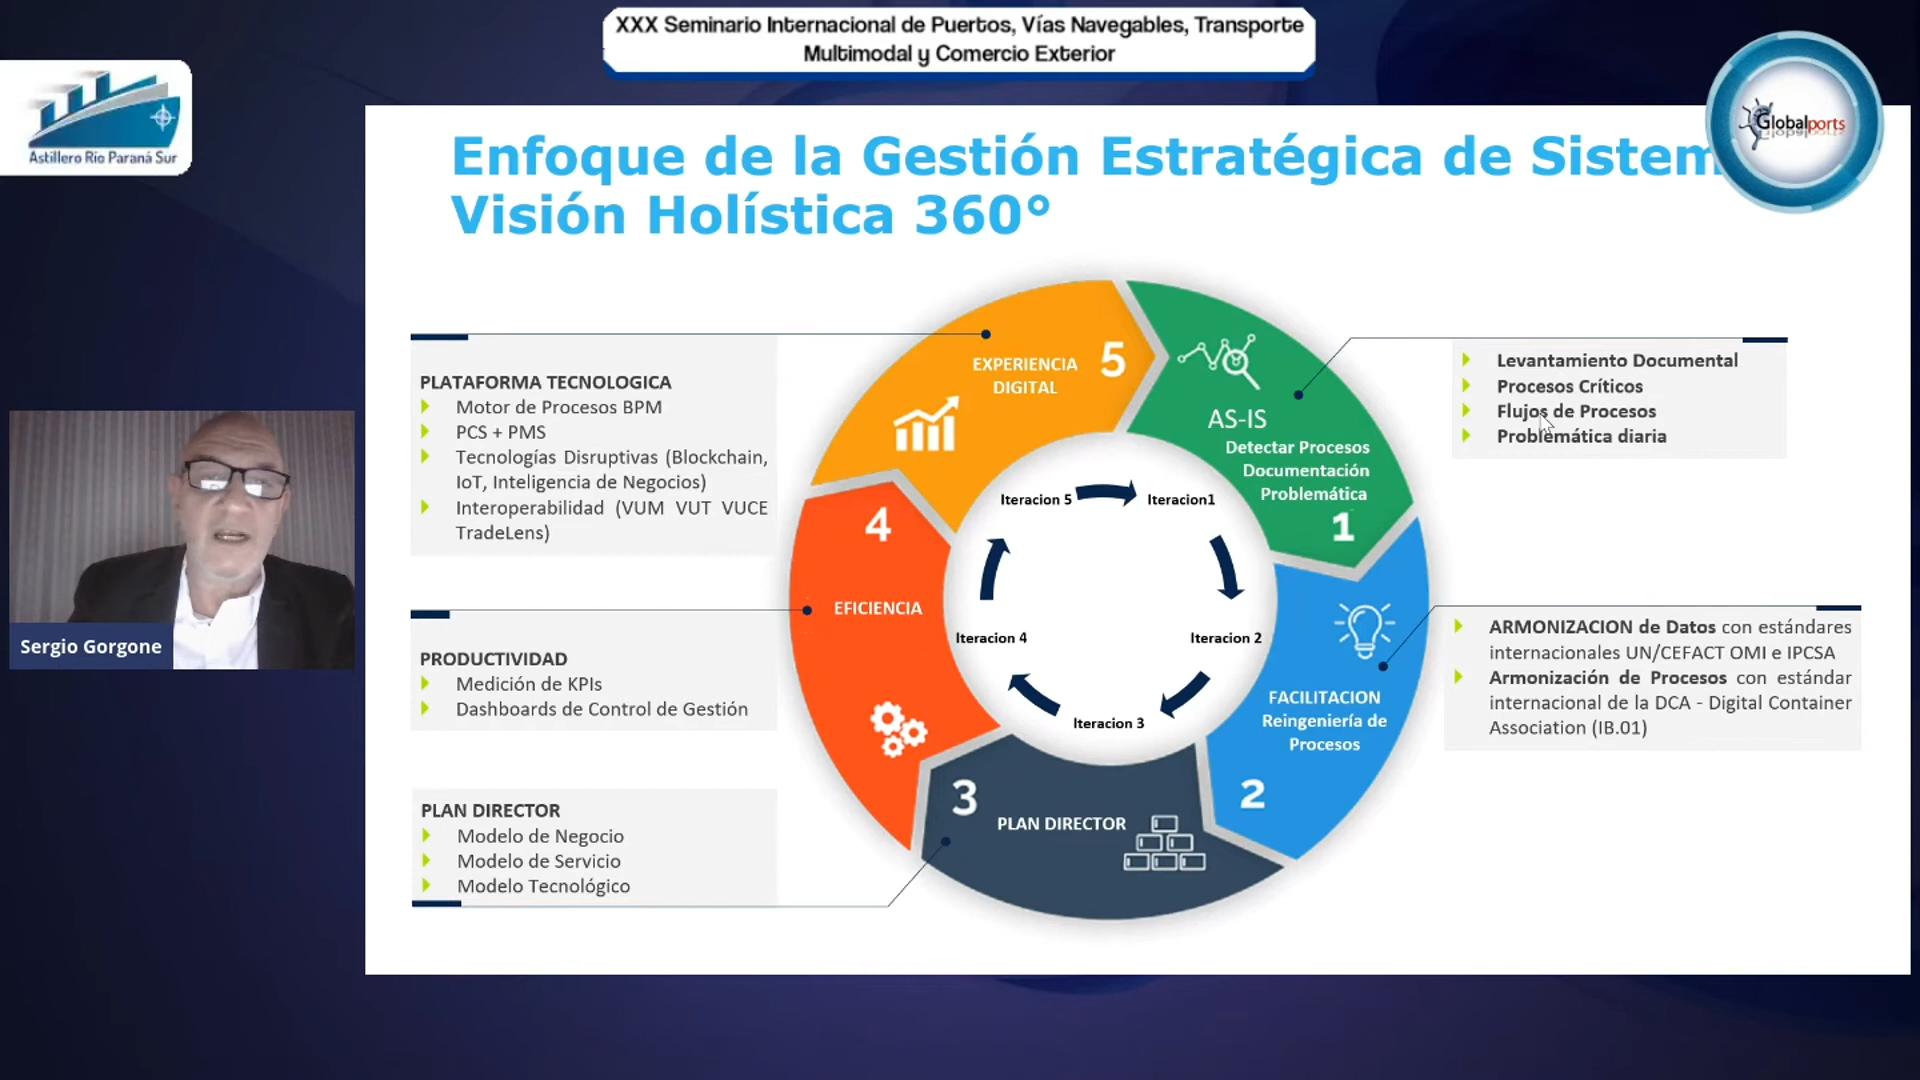 XXX Seminario Internacional de Puertos, Vías Navegables, Transporte
Multimodal y Comercio Exterior
Astillero Río Paraná Sur
Globalports
Enfoque de la Gestión Estratégica de Sistem
Visión Holística 360°
PLATAFORMA TECNOLOGICA
Motor de Procesos BPM
PCS + PMS
Tecnologías Disruptivas (Blockchain,
IoT, Inteligencia de Negocios)
Interoperabilidad (VUM VUT VUCE
TradeLens)
PRODUCTIVIDAD
Medición de KPIs
Dashboards de Control de Gestión
PLAN DIRECTOR
Modelo de Negocio
Modelo de Servicio
Modelo Tecnológico
EXPERIENCIA
DIGITAL
5
AS-IS
Detectar Procesos
Documentación
Problemática
1
FACILITACION
Reingeniería de
Procesos
2
3
PLAN DIRECTOR
4
EFICIENCIA
Iteracion 5
Iteracion1
Iteracion 2
Iteracion 3
Iteracion 4
Levantamiento Documental
Procesos Críticos
Flujos de Procesos
Problemática diaria
ARMONIZACION de Datos con estándares
internacionales UN/CEFACT OMI e IPCSA
Armonización de Procesos con estándar
internacional de la DCA - Digital Container
Association (IB.01)
Sergio Gorgone